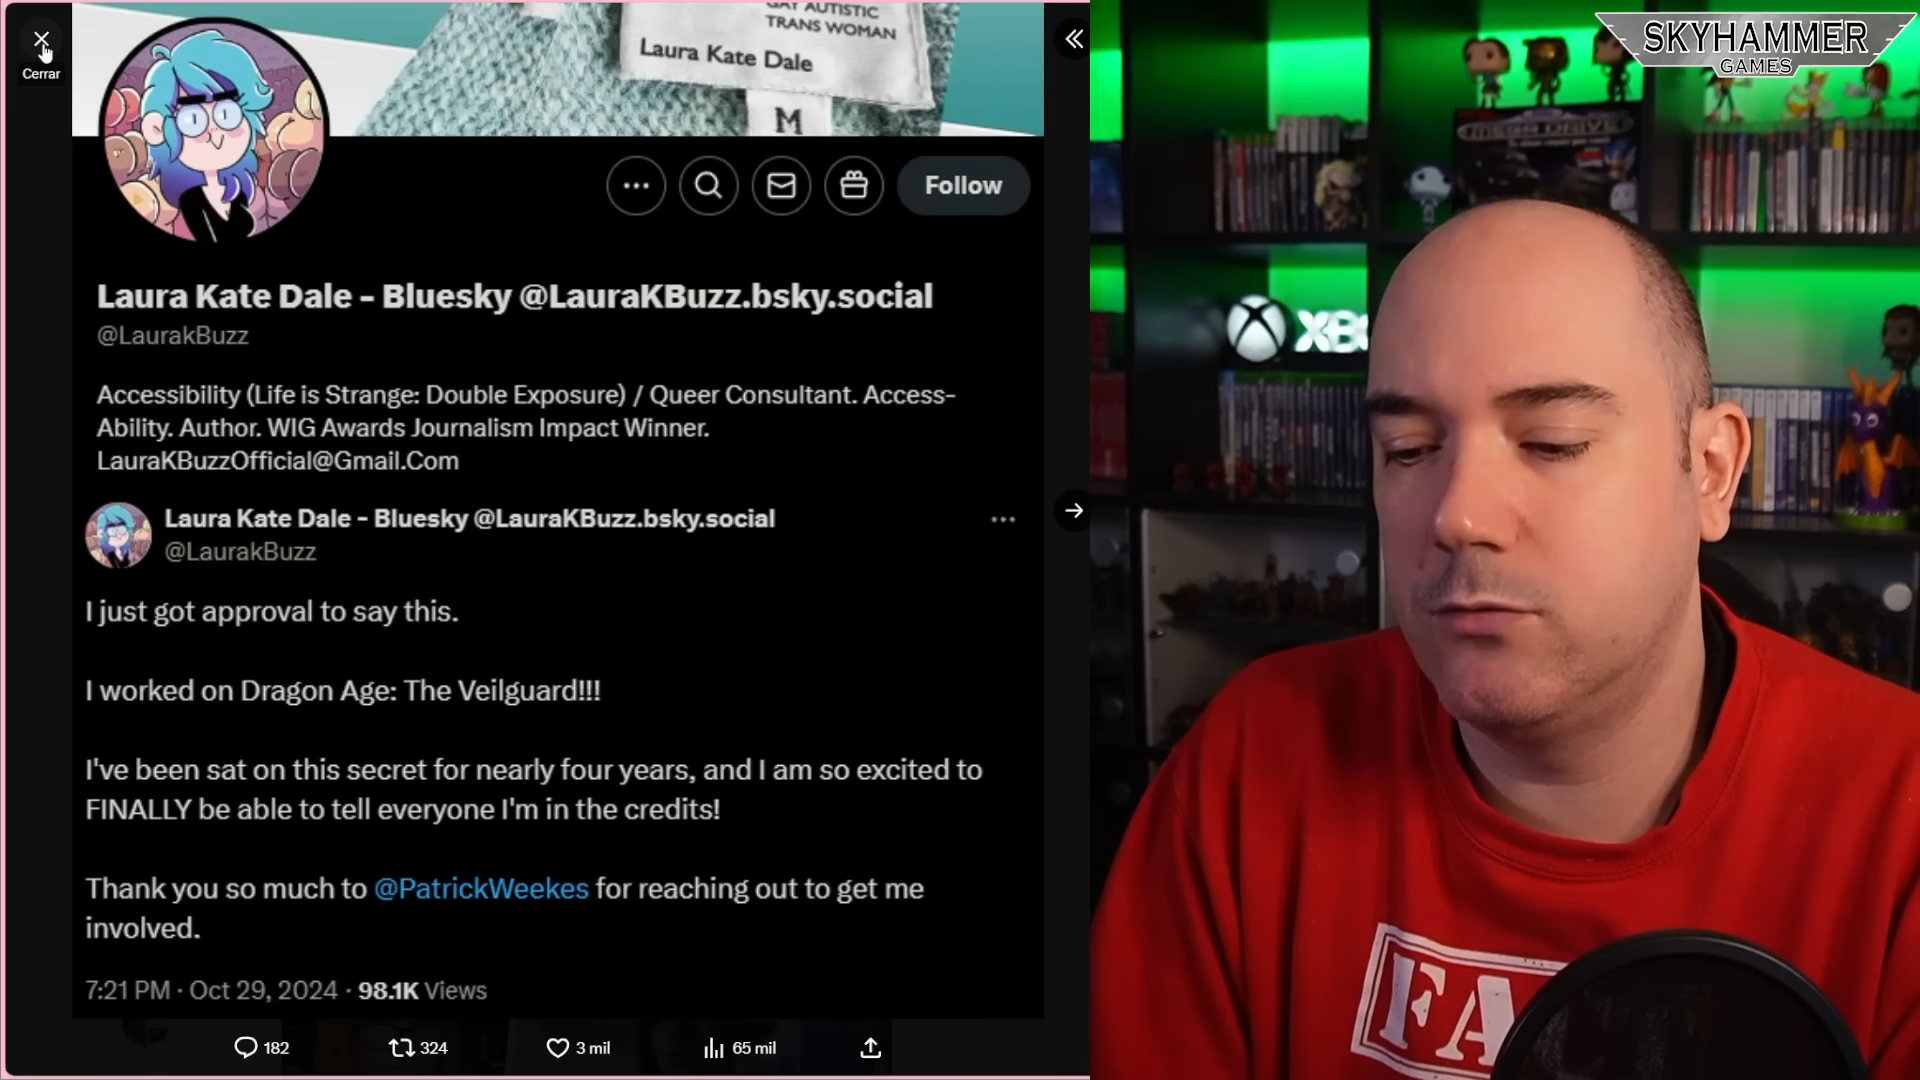 Cerrar
GAY AUTISTIC
TRANS WOMAN
Laura Kate Dale
M
Follow
Laura Kate Dale - Bluesky @LauraKBuzz.bsky.social
@LaurakBuzz
Accessibility (Life is Strange: Double Exposure) / Queer Consultant. Access-
Ability. Author. WIG Awards Journalism Impact Winner.
LauraKBuzzOfficial@Gmail.Com
Laura Kate Dale - Bluesky @LauraKBuzz.bsky.social
@LaurakBuzz
I just got approval to say this.
I worked on Dragon Age: The Veilguard!!!
I've been sat on this secret for nearly four years, and I am so excited to
FINALLY be able to tell everyone I'm in the credits!
Thank you so much to @PatrickWeekes for reaching out to get me
involved.
7:21 PM · Oct 29, 2024 · 98.1K Views
182
324
3 mil
65 mil
SKYHAMMER
GAMES
MEGA DRIVE
XBO
FA